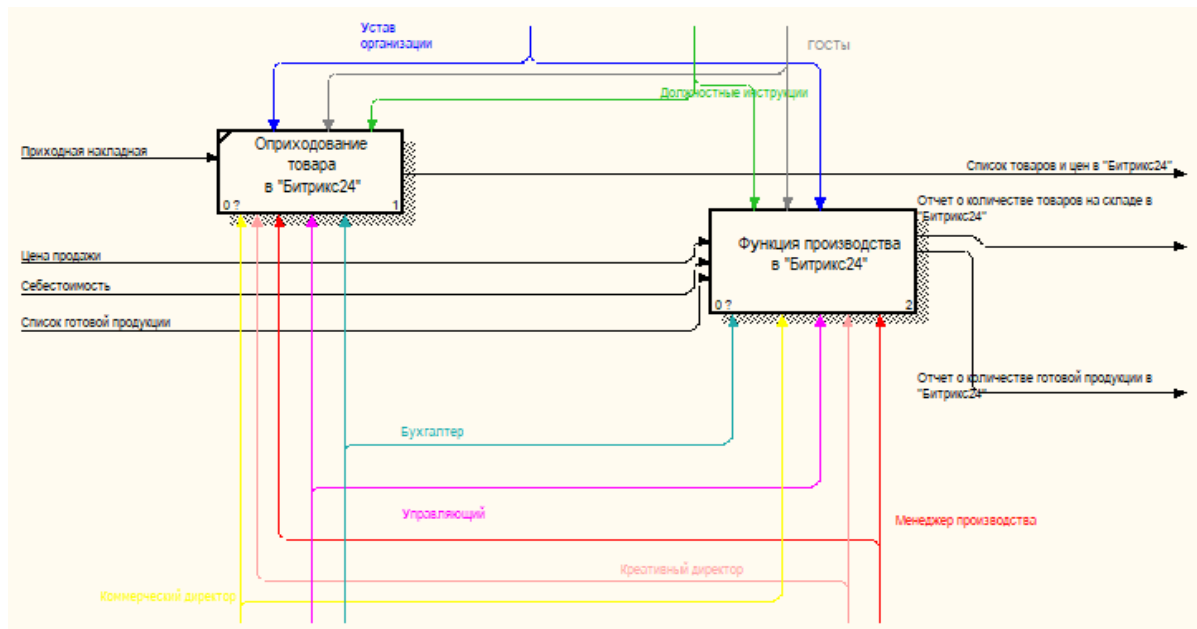 Устав
организации
ГОСТы
Должностные инструкции
Приходная накладная
Оприходование
товара
в "Битрикс24"
0 ?
1
Список товаров и цен в "Битрикс24"
Отчет о количестве товаров на складе в
"Битрикс24"
Цена продажи
Функция производства
в "Битрикс24"
Себестоимость
0 ?
2
Список готовой продукции
Отчет о количестве готовой продукции в
"Битрикс24"
Бухгалтер
Управляющий
Менеджер производства
Креативный директор
Коммерческий директор